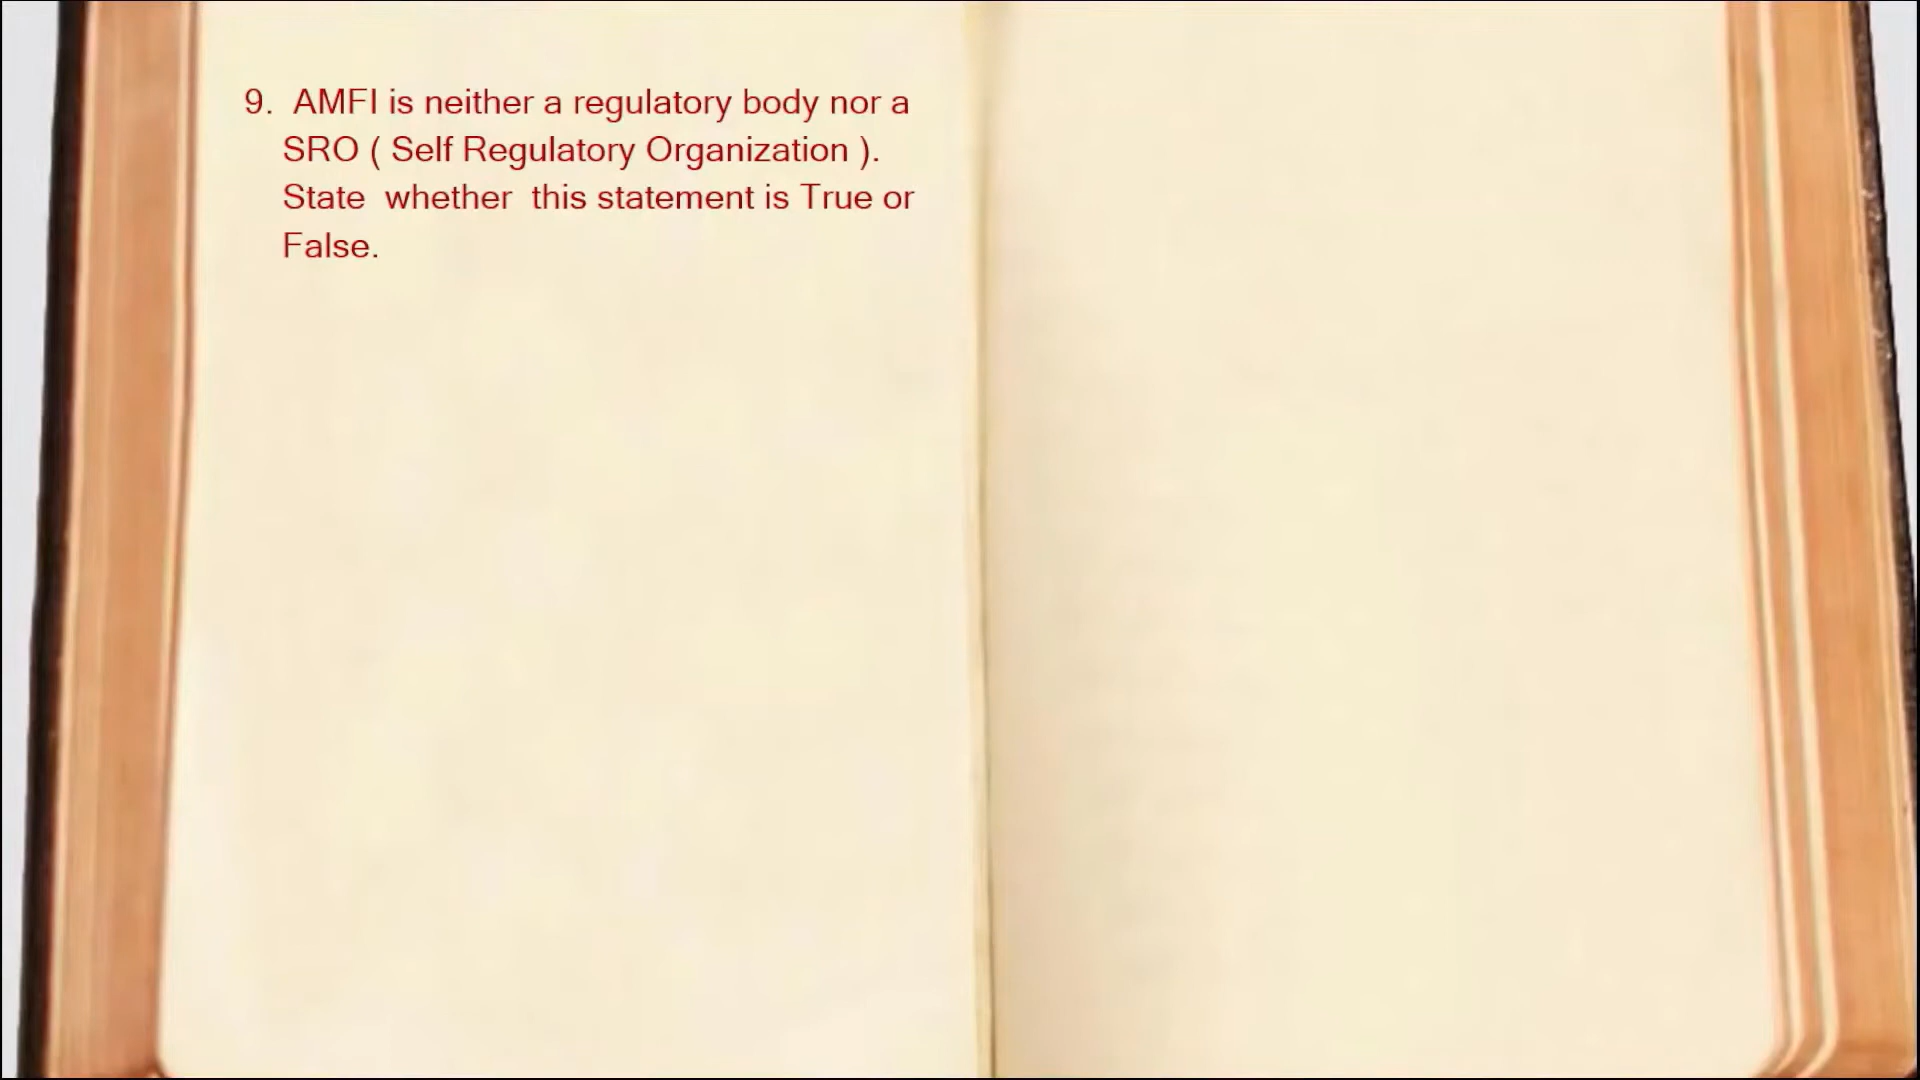 9. AMFI is neither a regulatory body nor a
SRO ( Self Regulatory Organization ).
State whether this statement is True or
False.